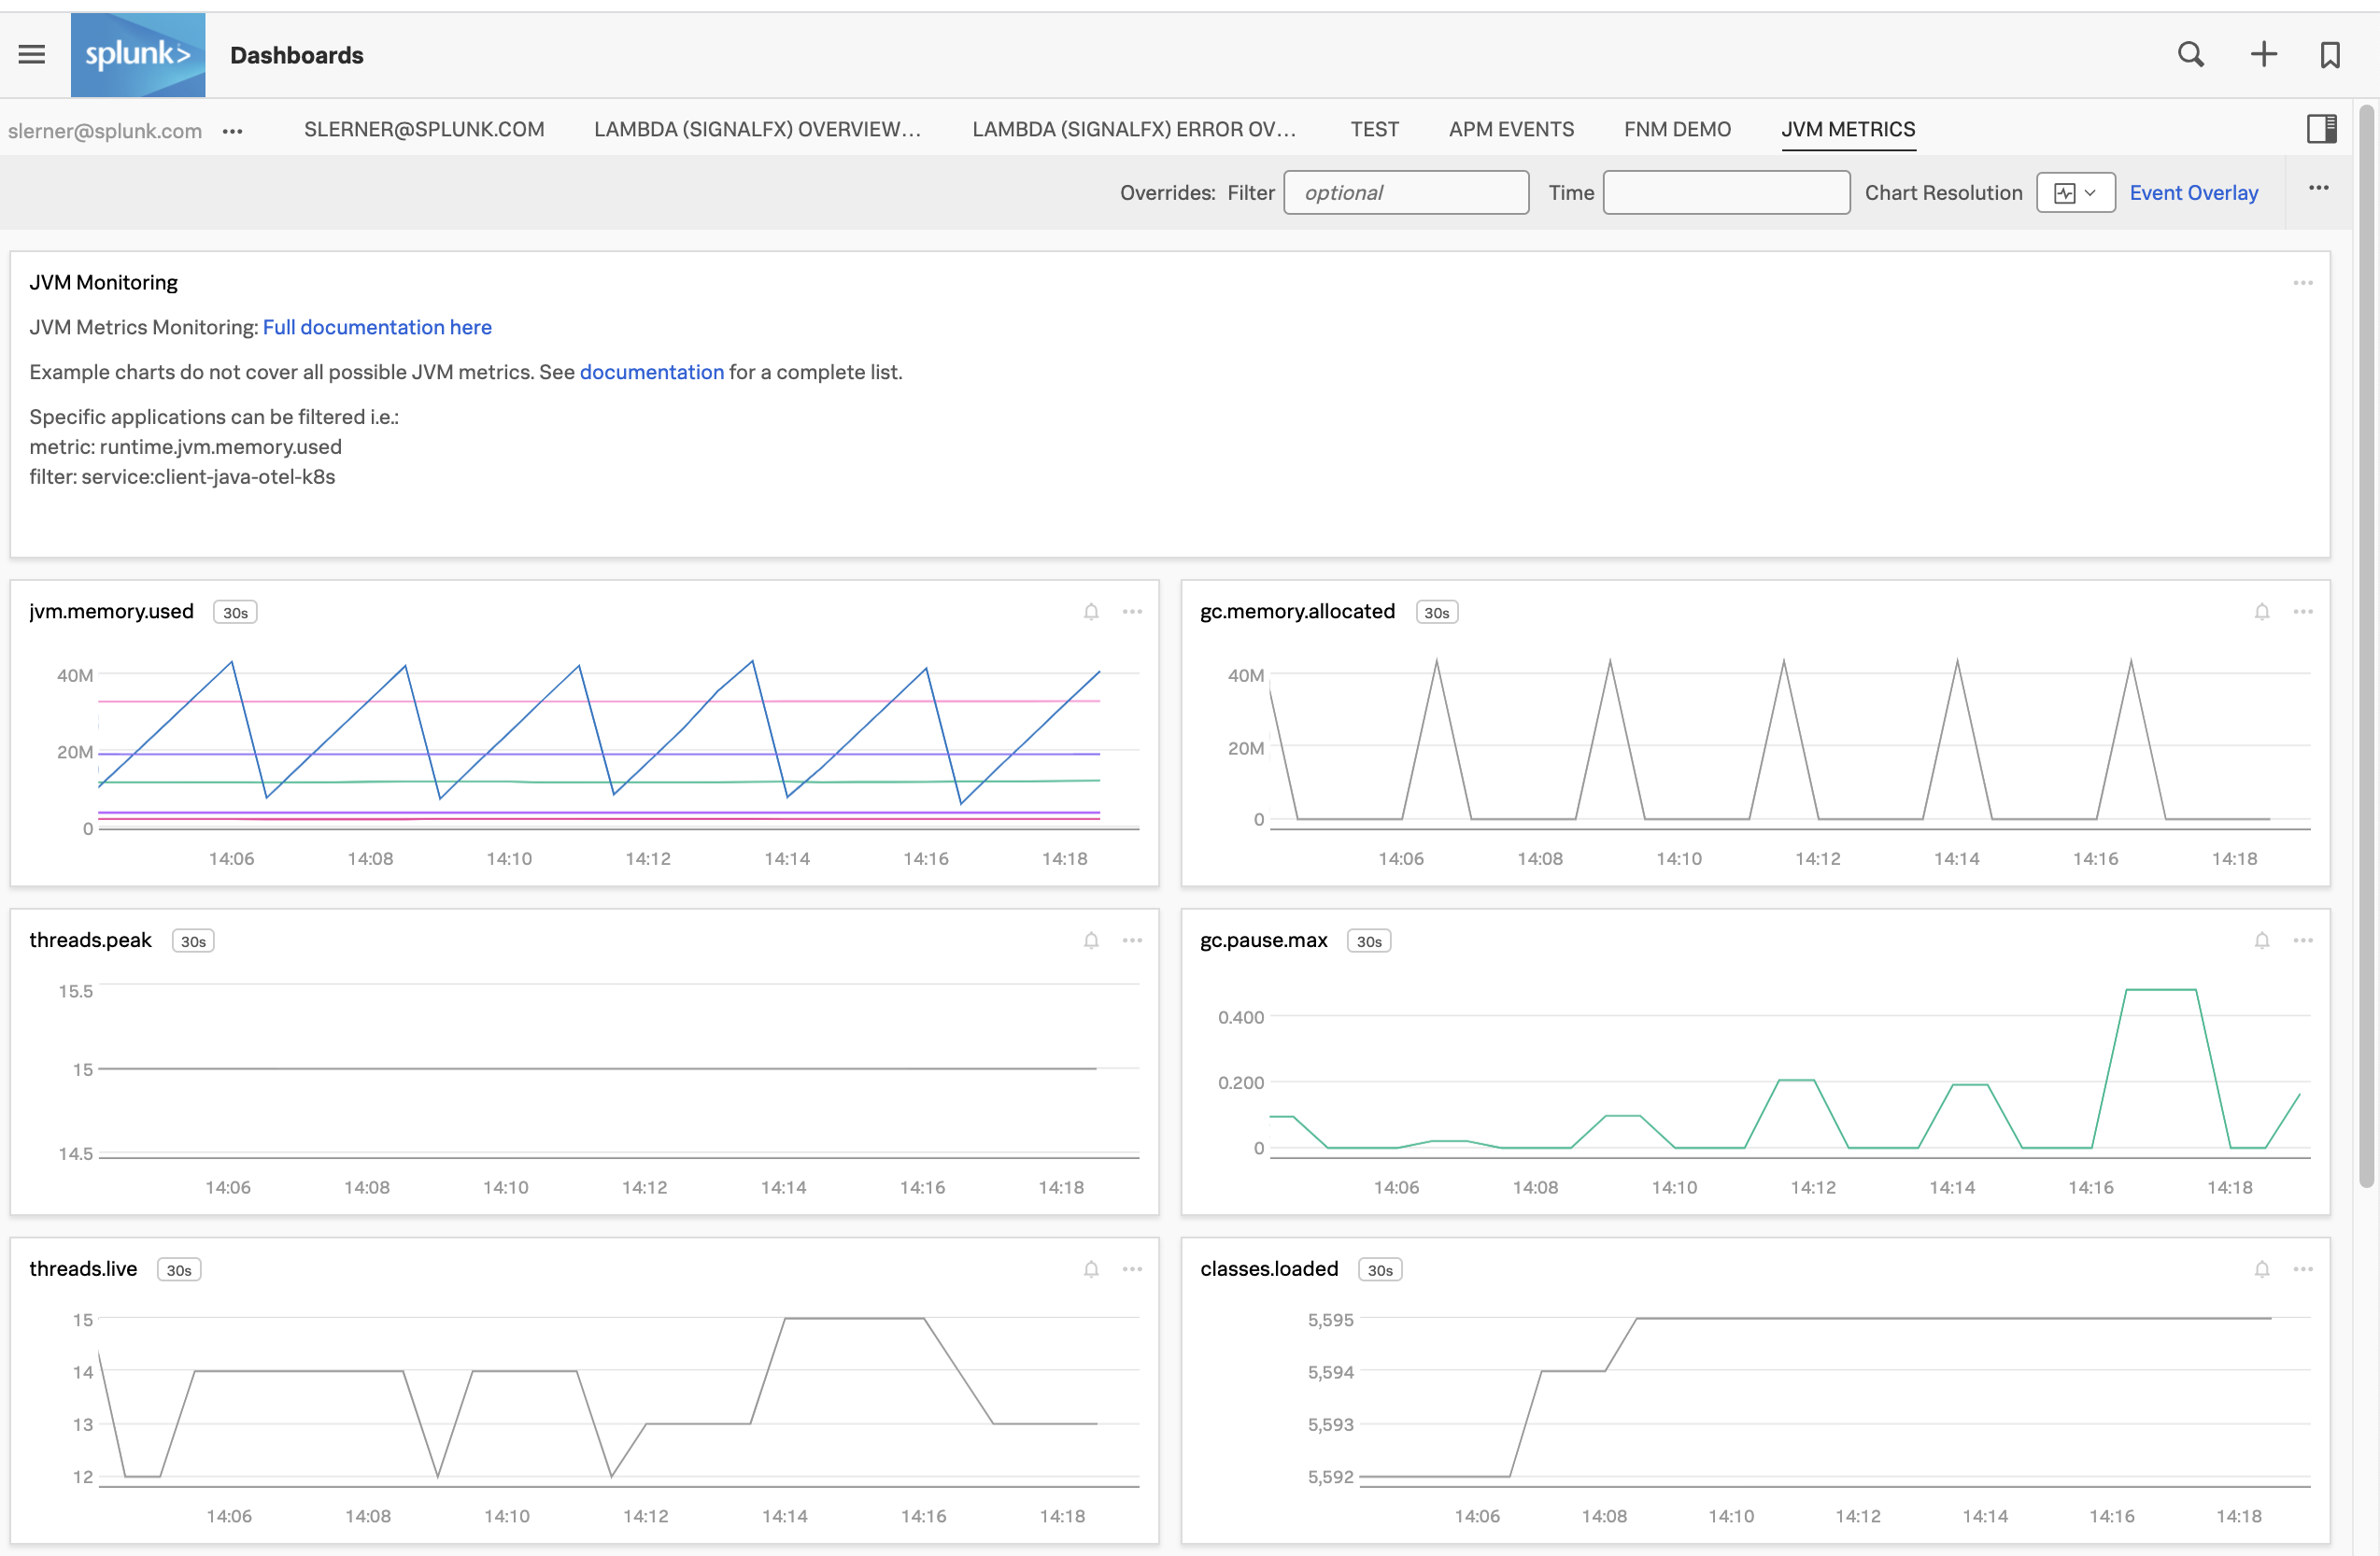 splunk> Dashboards
slerner@splunk.com ... SLERNER@SPLUNK.COM LAMBDA (SIGNALFX) OVERVIEW... LAMBDA (SIGNALFX) ERROR OV... TEST APM EVENTS FNM DEMO JVM METRICS
Overrides: Filter optional Time Chart Resolution Event Overlay ...
JVM Monitoring
JVM Metrics Monitoring: Full documentation here
Example charts do not cover all possible JVM metrics. See documentation for a complete list.
Specific applications can be filtered i.e.:
metric: runtime.jvm.memory.used
filter: service:client-java-otel-k8s
jvm.memory.used 30s
40M
20M
0
14:06 14:08 14:10 14:12 14:14 14:16 14:18
gc.memory.allocated 30s
40M
20M
0
14:06 14:08 14:10 14:12 14:14 14:16 14:18
threads.peak 30s
15.5
15
14.5
14:06 14:08 14:10 14:12 14:14 14:16 14:18
gc.pause.max 30s
0.400
0.200
0
14:06 14:08 14:10 14:12 14:14 14:16 14:18
threads.live 30s
15
14
13
12
14:06 14:08 14:10 14:12 14:14 14:16 14:18
classes.loaded 30s
5,595
5,594
5,593
5,592
14:06 14:08 14:10 14:12 14:14 14:16 14:18